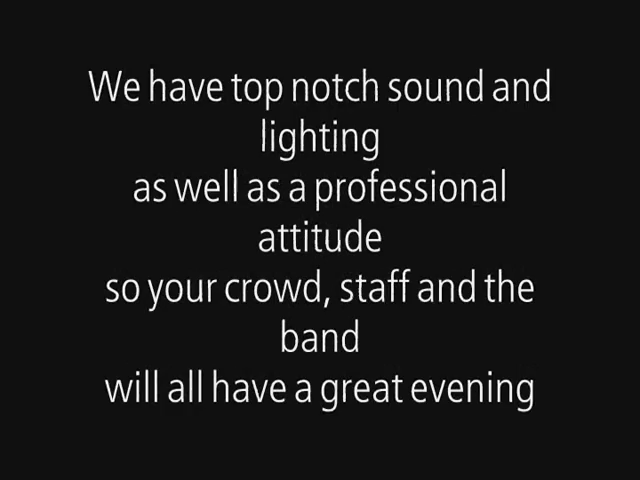 We have top notch sound and
lighting
as well as a professional
attitude
so your crowd, staff and the
band
will all have a great evening